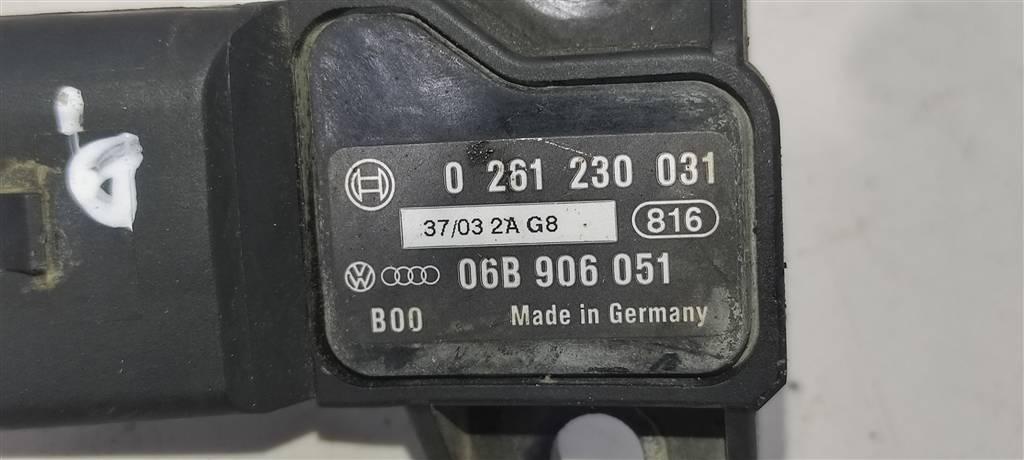 0 261 230 031
37/03 2A G8 816
06B 906 051
B00 Made in Germany